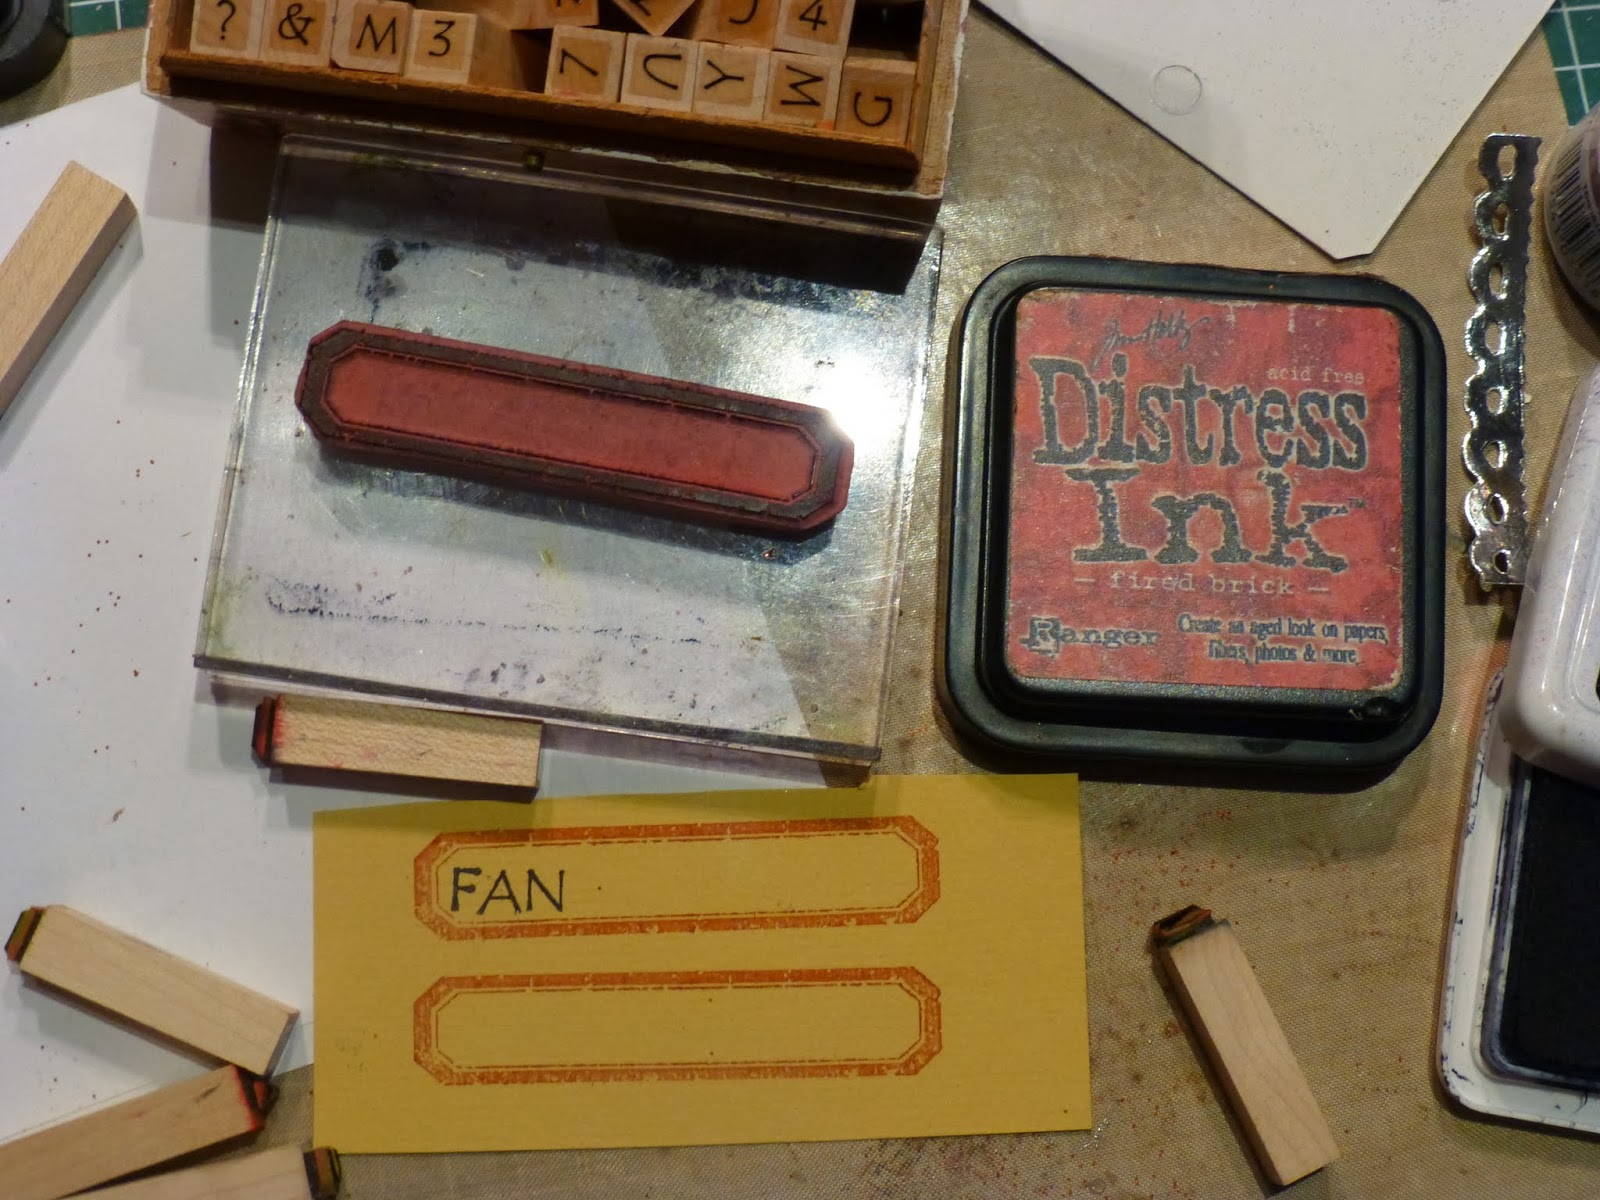 ? & M 3 7 U Y W G
J 4
Tim Holtz
acid free
Distress
Ink™
— fired brick —
Ranger
Create an aged look on papers,
fibers, photos & more.
FAN